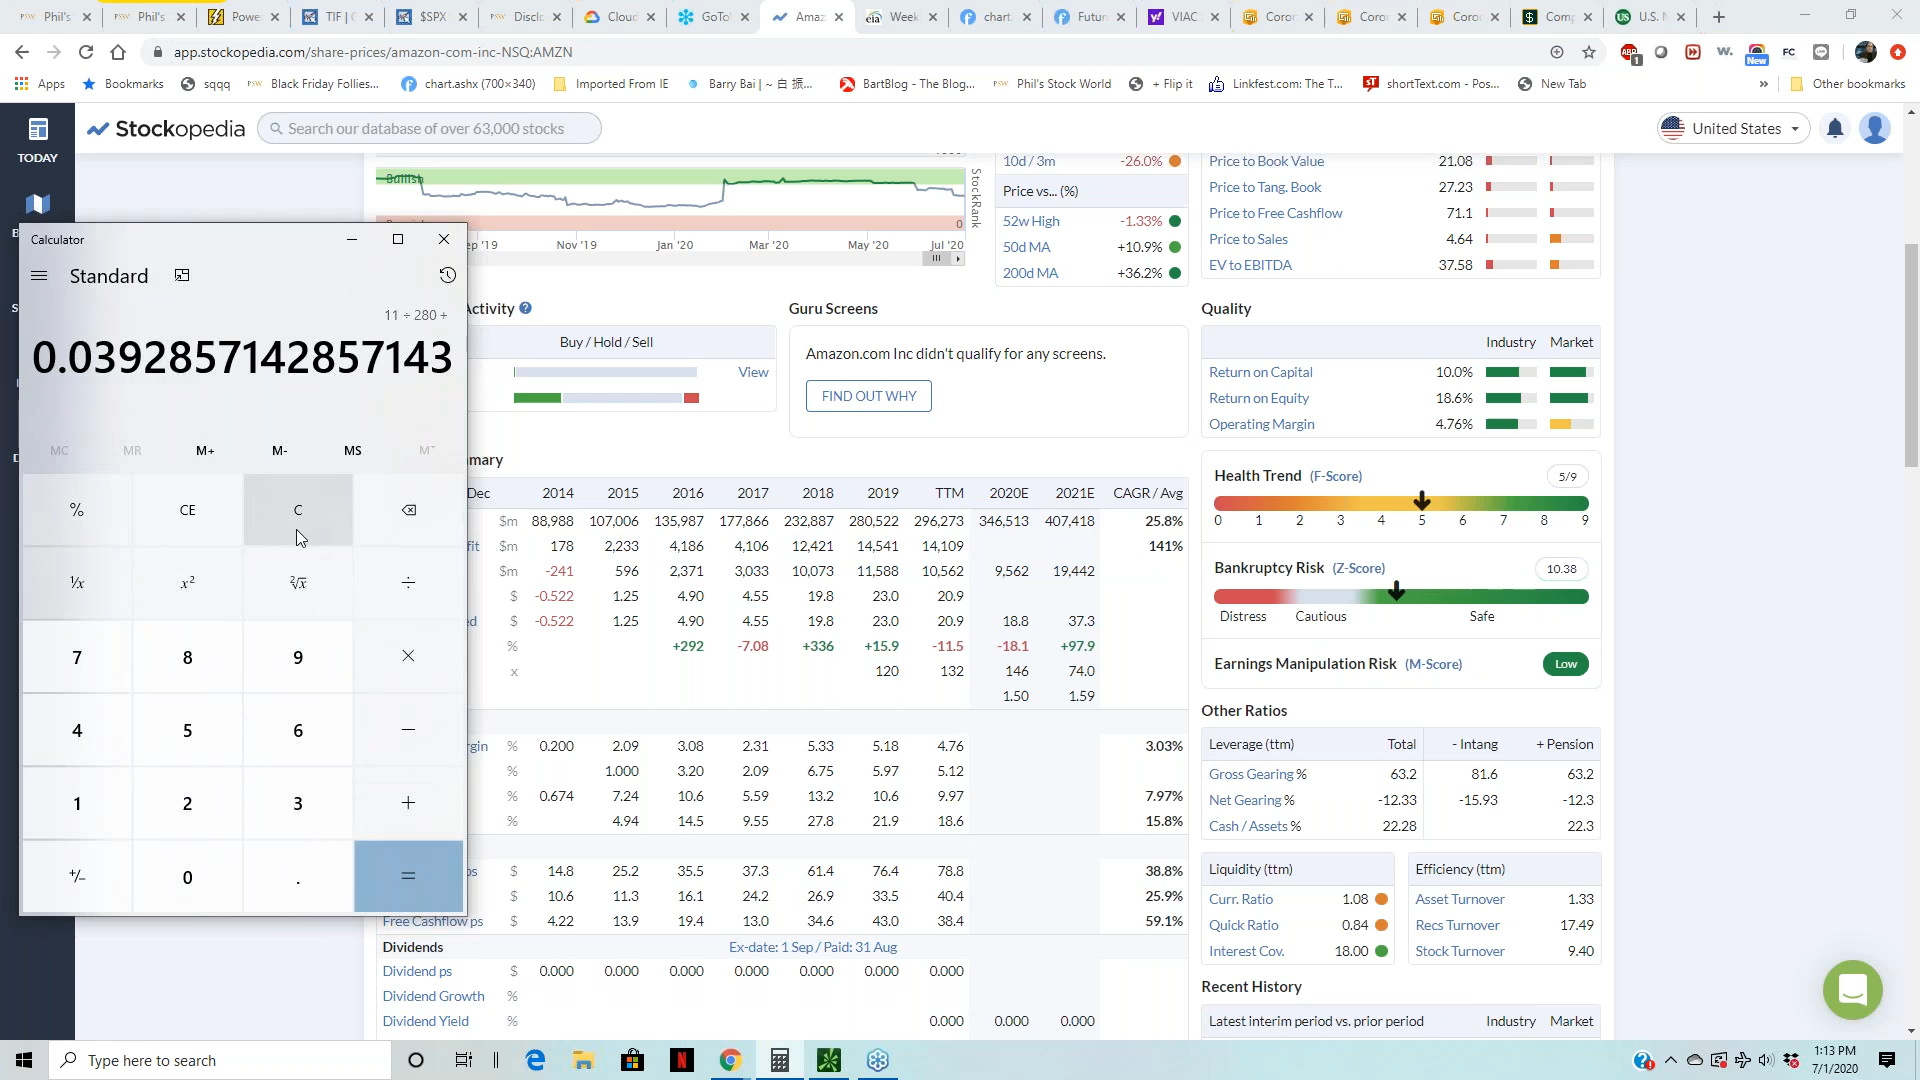 Phil's
Phil's
Power
TIF | (
$SPX
Disclo
Clouc
GoTo
Amaz
Week
chart.
Futur
VIAC
Coroc
Coro
Coro
Comp
U.S. M
app.stockopedia.com/share-prices/amazon-com-inc-NSQ:AMZN
Apps
Bookmarks
sqqq
Black Friday Follies...
chart.ashx (700×340)
Imported From IE
Barry Bai | ~ 白 振...
BartBlog - The Blog...
Phil's Stock World
+ Flip it
Linkfest.com: The T...
shortText.com - Pos...
New Tab
»
Other bookmarks
TODAY
Stockopedia
Search our database of over 63,000 stocks
United States
Bullish
StockRank
0
ep '19 Nov '19 Jan '20 Mar '20 May '20 Jul '20
10d / 3m -26.0%
Price vs... (%)
52w High -1.33%
50d MA +10.9%
200d MA +36.2%
Price to Book Value 21.08
Price to Tang. Book 27.23
Price to Free Cashflow 71.1
Price to Sales 4.64
EV to EBITDA 37.58
Calculator
Standard
11 ÷ 280 +
0.0392857142857143
MC MR M+ M- MS M
% CE C
¹/x x² ²√x ÷
7 8 9 ×
4 5 6 −
1 2 3 +
+/− 0 . =
Activity
Buy / Hold / Sell
View
Guru Screens
Amazon.com Inc didn't qualify for any screens.
FIND OUT WHY
Quality
Industry Market
Return on Capital 10.0%
Return on Equity 18.6%
Operating Margin 4.76%
Health Trend (F-Score) 5/9
0 1 2 3 4 5 6 7 8 9
Bankruptcy Risk (Z-Score) 10.38
Distress Cautious Safe
Earnings Manipulation Risk (M-Score) Low
mmary
Dec 2014 2015 2016 2017 2018 2019 TTM 2020E 2021E CAGR / Avg
$m 88,988 107,006 135,987 177,866 232,887 280,522 296,273 346,513 407,418 25.8%
fit $m 178 2,233 4,186 4,106 12,421 14,541 14,109 141%
$m -241 596 2,371 3,033 10,073 11,588 10,562 9,562 19,442
$ -0.522 1.25 4.90 4.55 19.8 23.0 20.9
ed $ -0.522 1.25 4.90 4.55 19.8 23.0 20.9 18.8 37.3
% +292 -7.08 +336 +15.9 -11.5 -18.1 +97.9
x 120 132 146 74.0
1.50 1.59
rgin % 0.200 2.09 3.08 2.31 5.33 5.18 4.76 3.03%
% 1.000 3.20 2.09 6.75 5.97 5.12
% 0.674 7.24 10.6 5.59 13.2 10.6 9.97 7.97%
% 4.94 14.5 9.55 27.8 21.9 18.6 15.8%
ps $ 14.8 25.2 35.5 37.3 61.4 76.4 78.8 38.8%
$ 10.6 11.3 16.1 24.2 26.9 33.5 40.4 25.9%
Free Cashflow ps $ 4.22 13.9 19.4 13.0 34.6 43.0 38.4 59.1%
Dividends Ex-date: 1 Sep / Paid: 31 Aug
Dividend ps $ 0.000 0.000 0.000 0.000 0.000 0.000 0.000
Dividend Growth %
Dividend Yield % 0.000 0.000 0.000
Other Ratios
Leverage (ttm) Total - Intang + Pension
Gross Gearing % 63.2 81.6 63.2
Net Gearing % -12.33 -15.93 -12.3
Cash / Assets % 22.28 22.3
Liquidity (ttm)
Curr. Ratio 1.08
Quick Ratio 0.84
Interest Cov. 18.00
Efficiency (ttm)
Asset Turnover 1.33
Recs Turnover 17.49
Stock Turnover 9.40
Recent History
Latest interim period vs. prior period Industry Market
Type here to search
1:13 PM
7/1/2020